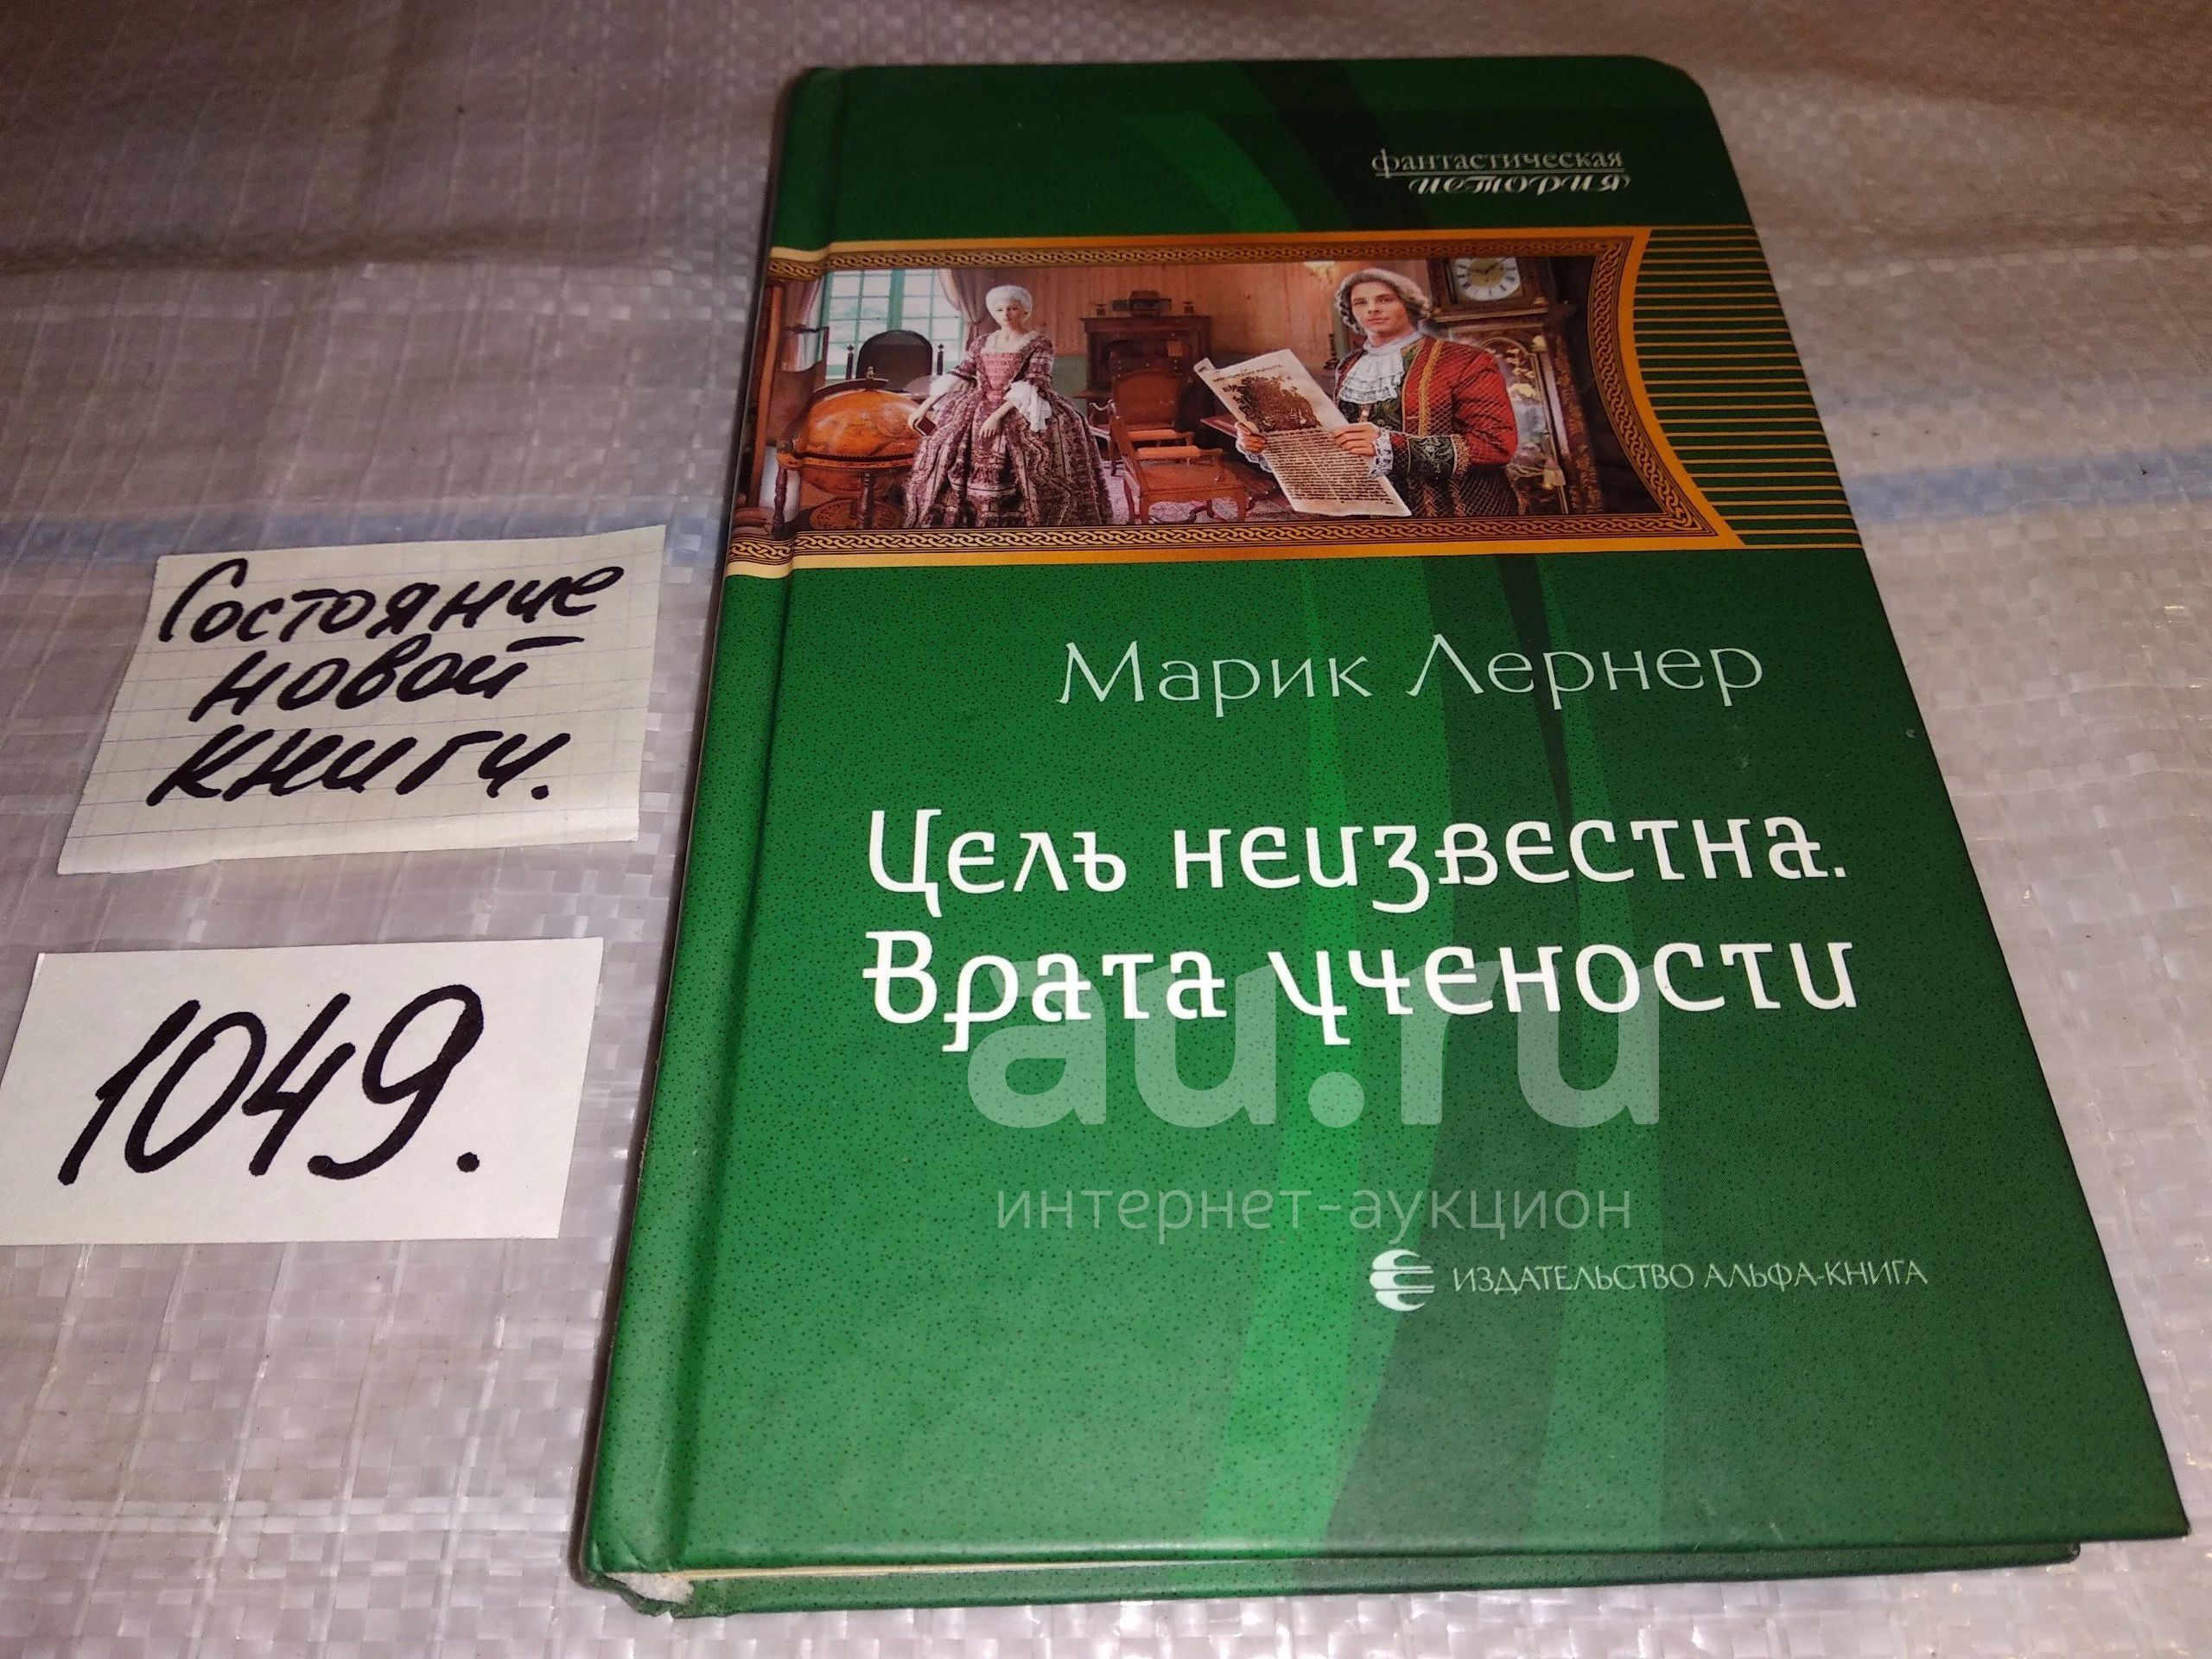 фантастическая
история
Марик Лернер
Цель неизвестна.
Врата учености
ИЗДАТЕЛЬСТВО АЛЬФА-КНИГА
Состояние
новой
книги.
1049.
au.ru
интернет-аукцион